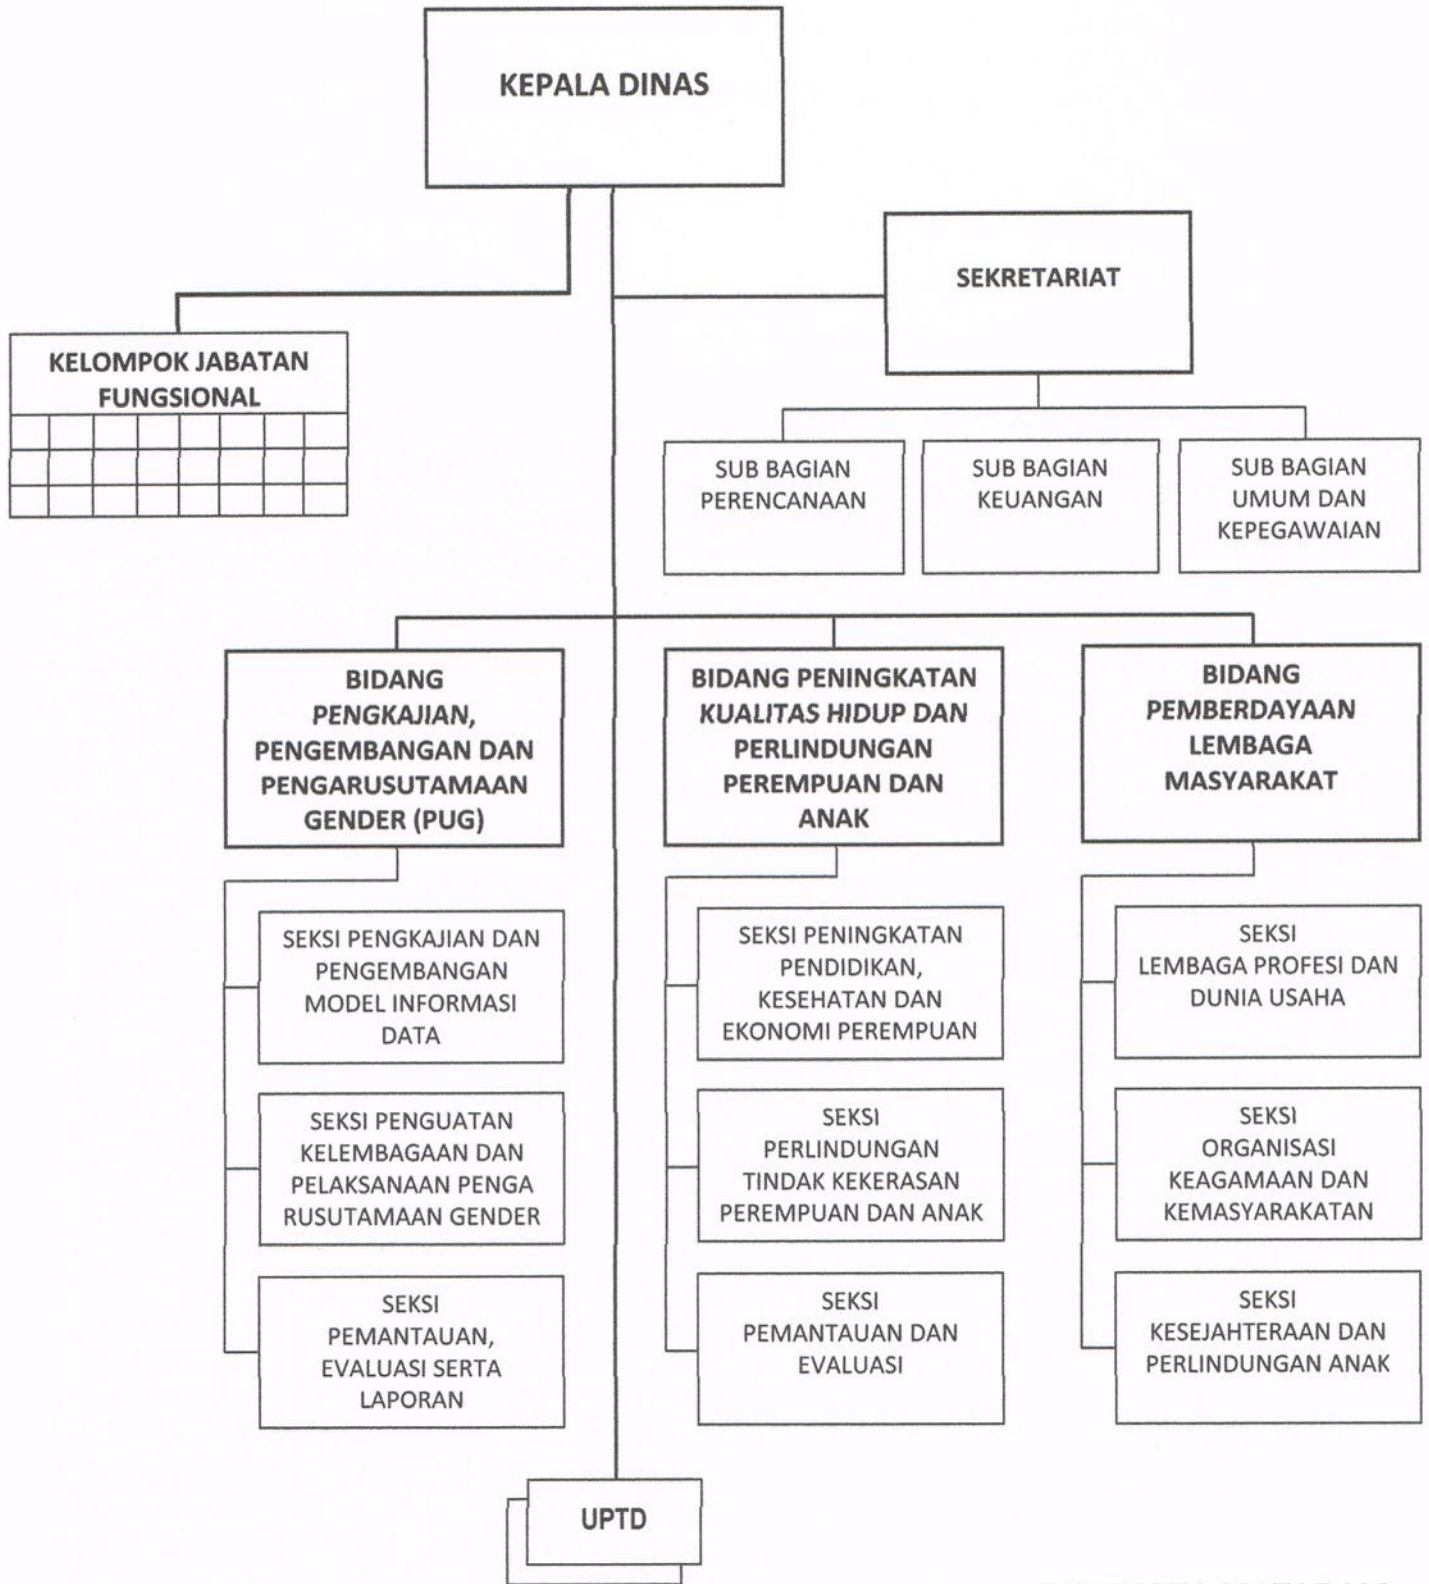 KEPALA DINAS
SEKRETARIAT
KELOMPOK JABATAN
FUNGSIONAL
SUB BAGIAN
PERENCANAAN
SUB BAGIAN
KEUANGAN
SUB BAGIAN
UMUM DAN
KEPEGAWAIAN
BIDANG
PENGKAJIAN,
PENGEMBANGAN DAN
PENGARUSUTAMAAN
GENDER (PUG)
BIDANG PENINGKATAN
KUALITAS HIDUP DAN
PERLINDUNGAN
PEREMPUAN DAN
ANAK
BIDANG
PEMBERDAYAAN
LEMBAGA
MASYARAKAT
SEKSI PENGKAJIAN DAN
PENGEMBANGAN
MODEL INFORMASI
DATA
SEKSI PENGUATAN
KELEMBAGAAN DAN
PELAKSANAAN PENGA
RUSUTAMAAN GENDER
SEKSI
PEMANTAUAN,
EVALUASI SERTA
LAPORAN
SEKSI PENINGKATAN
PENDIDIKAN,
KESEHATAN DAN
EKONOMI PEREMPUAN
SEKSI
PERLINDUNGAN
TINDAK KEKERASAN
PEREMPUAN DAN ANAK
SEKSI
PEMANTAUAN DAN
EVALUASI
SEKSI
LEMBAGA PROFESI DAN
DUNIA USAHA
SEKSI
ORGANISASI
KEAGAMAAN DAN
KEMASYARAKATAN
SEKSI
KESEJAHTERAAN DAN
PERLINDUNGAN ANAK
UPTD